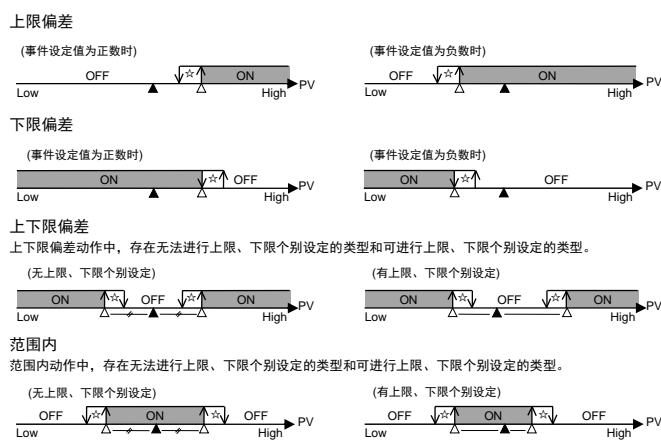 上限偏差
(事件设定值为正数时) (事件设定值为负数时)
OFF ☆ ON PV OFF ☆ ON PV
Low High Low High
下限偏差
(事件设定值为正数时) (事件设定值为负数时)
ON ☆ OFF PV ON ☆ OFF PV
Low High Low High
上下限偏差
上下限偏差动作中，存在无法进行上限、下限个别设定的类型和可进行上限、下限个别设定的类型。
(无上限、下限个别设定) (有上限、下限个别设定)
ON ☆ OFF ☆ ON PV ON ☆ OFF ☆ ON PV
Low High Low High
范围内
范围内动作中，存在无法进行上限、下限个别设定的类型和可进行上限、下限个别设定的类型。
(无上限、下限个别设定) (有上限、下限个别设定)
OFF ☆ ON ☆ OFF PV OFF ☆ ON ☆ OFF PV
Low High Low High